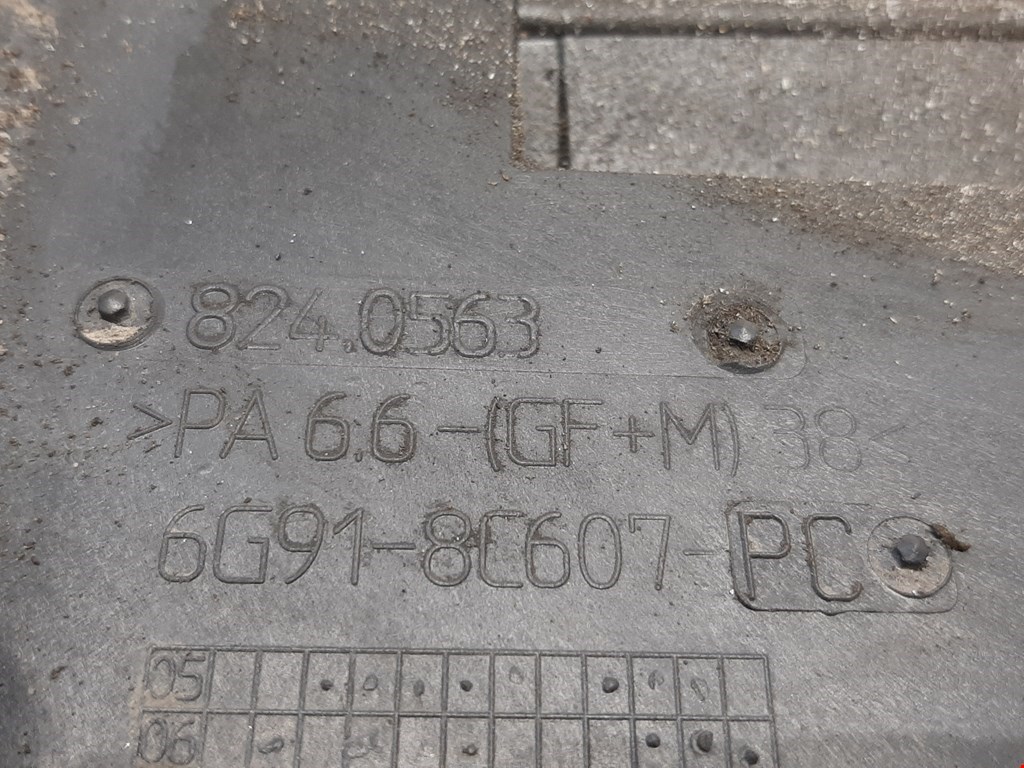 824.0563
>PA 6.6-(GF+M) 38<
6G91-8C607-PC
05
06